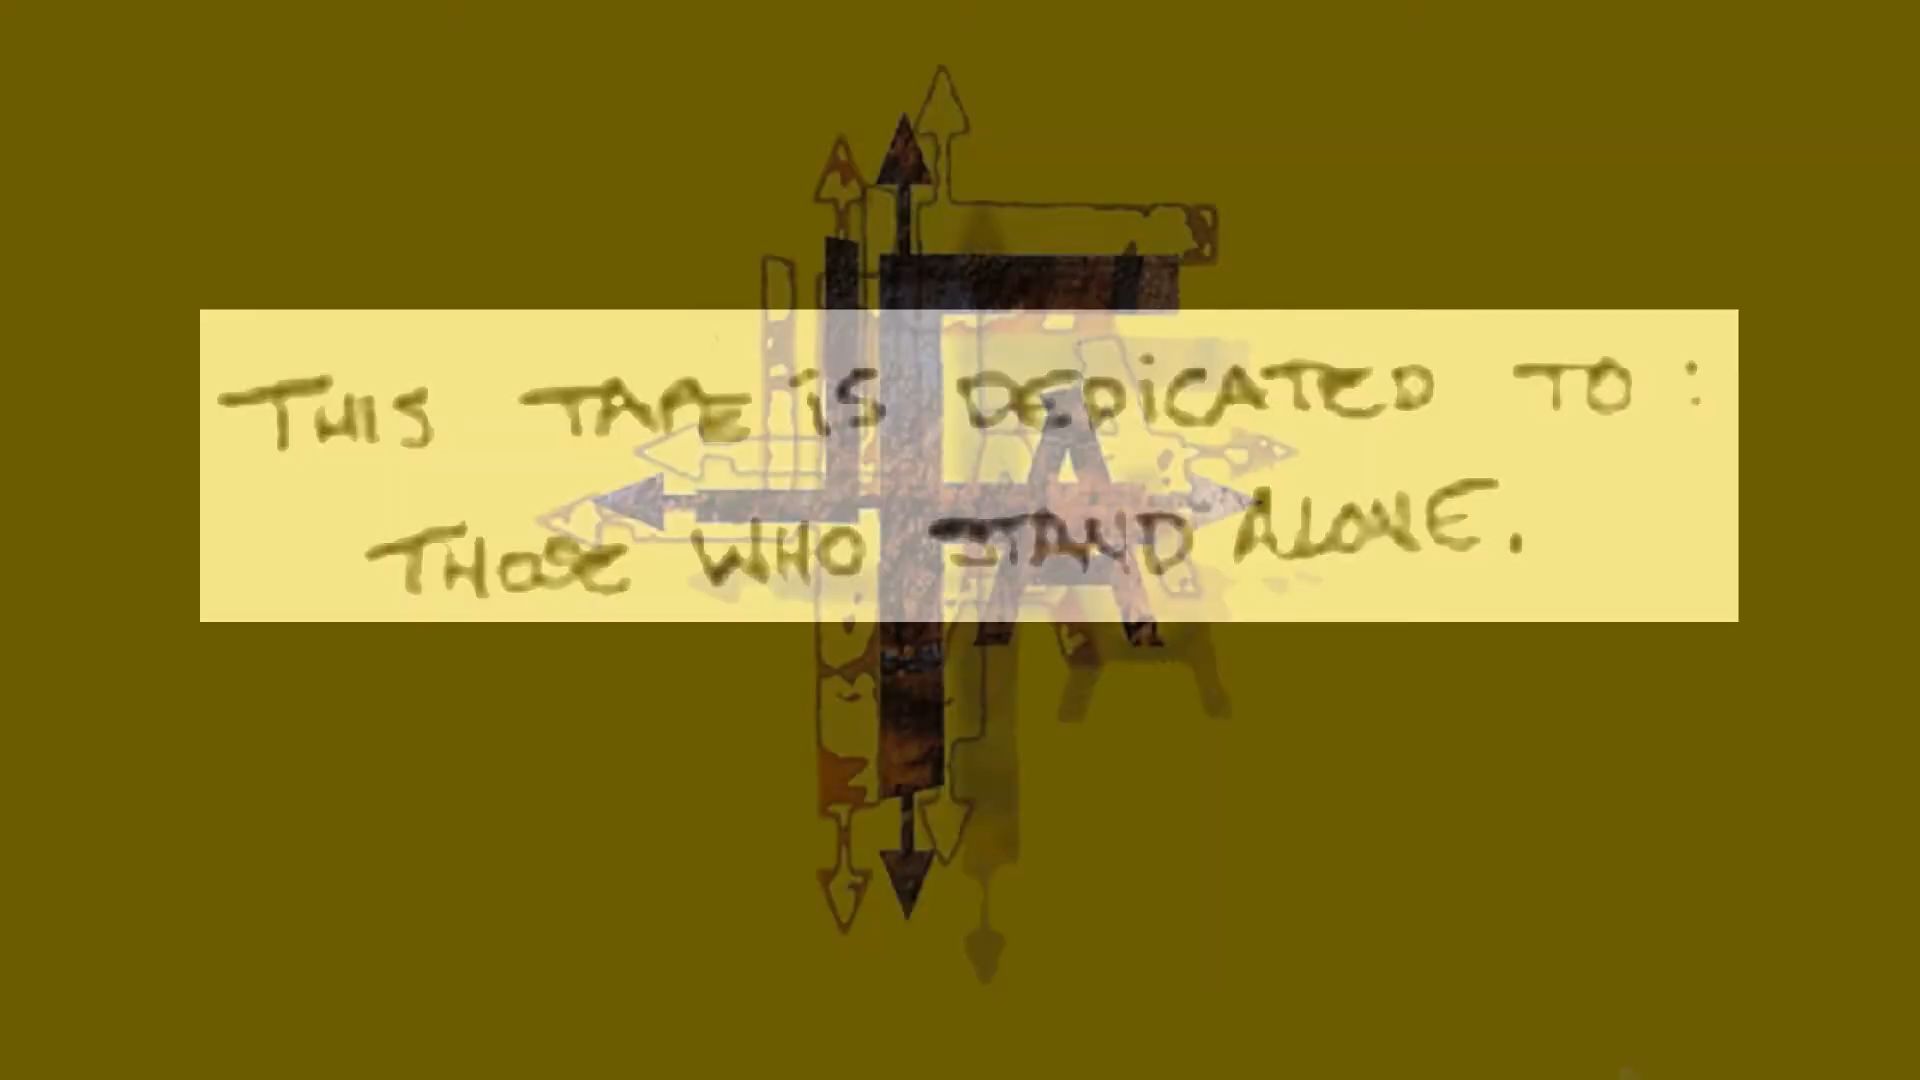 THIS TAPE IS DEDICATED TO:
THOSE WHO STAND ALONE.